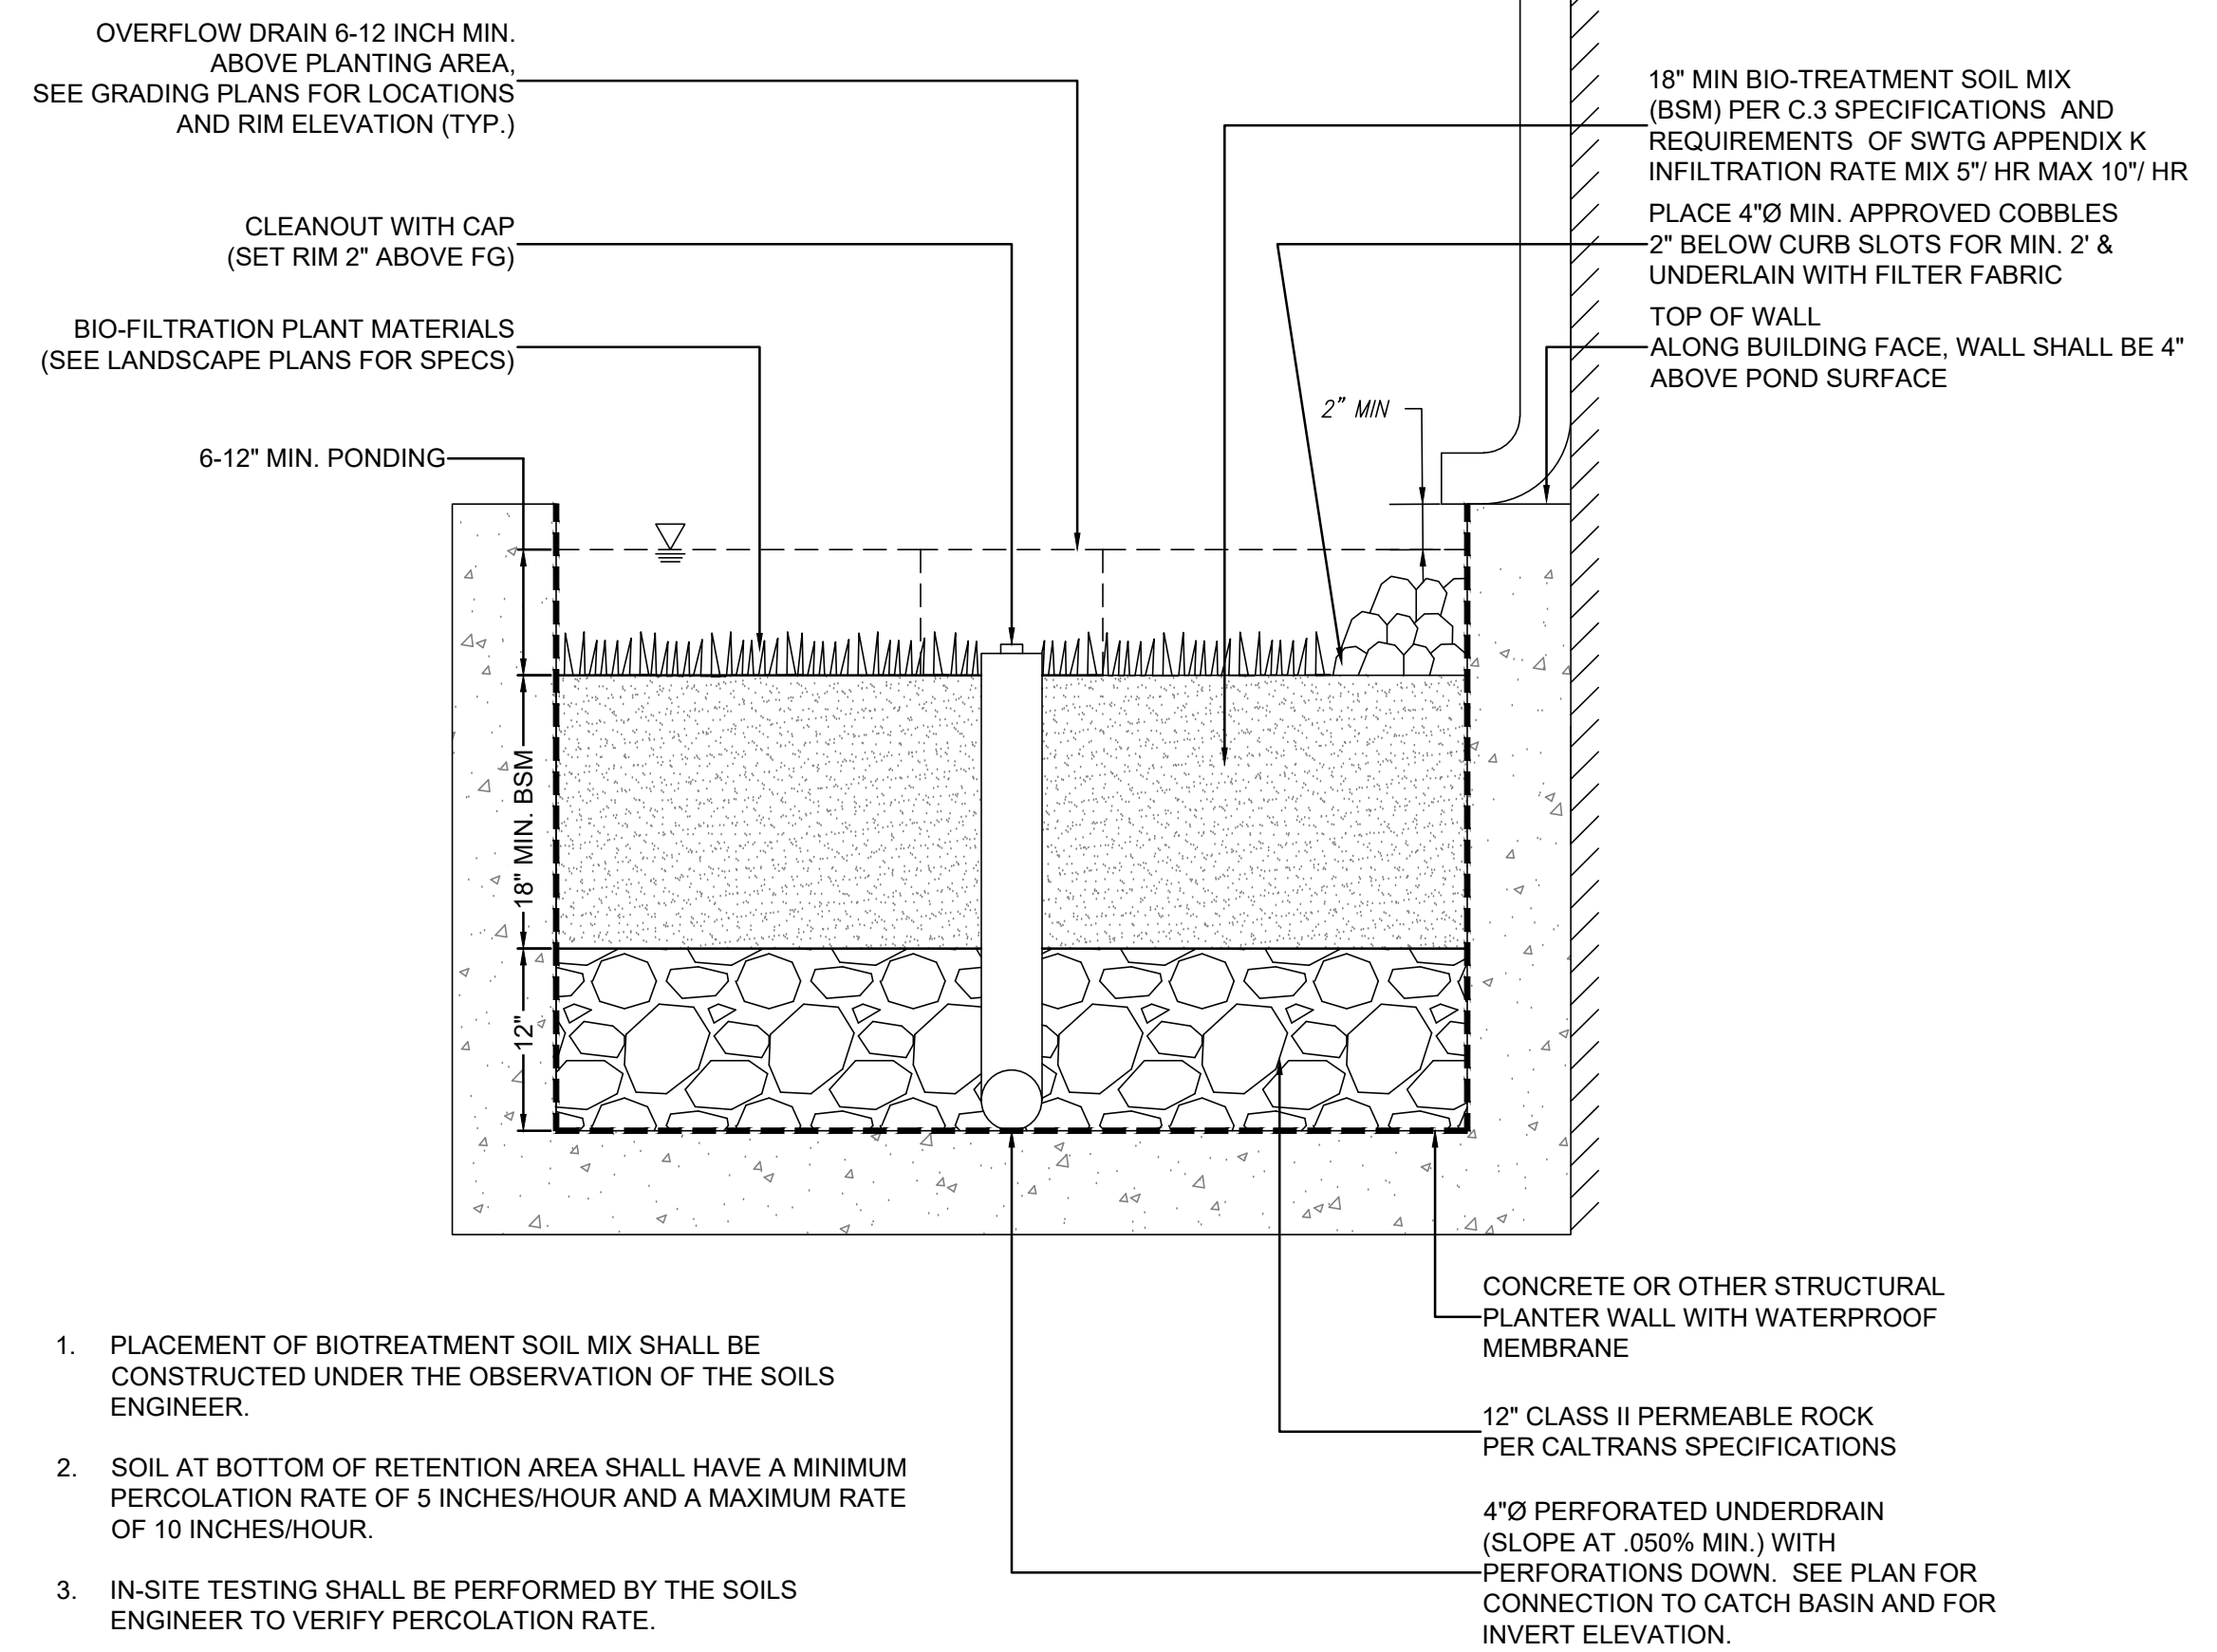 OVERFLOW DRAIN 6-12 INCH MIN.
ABOVE PLANTING AREA,
SEE GRADING PLANS FOR LOCATIONS
AND RIM ELEVATION (TYP.)
CLEANOUT WITH CAP
(SET RIM 2" ABOVE FG)
BIO-FILTRATION PLANT MATERIALS
(SEE LANDSCAPE PLANS FOR SPECS)
6-12" MIN. PONDING
18" MIN BIO-TREATMENT SOIL MIX
(BSM) PER C.3 SPECIFICATIONS AND
REQUIREMENTS OF SWTG APPENDIX K
INFILTRATION RATE MIX 5"/ HR MAX 10"/ HR
PLACE 4"Ø MIN. APPROVED COBBLES
2" BELOW CURB SLOTS FOR MIN. 2' &
UNDERLAIN WITH FILTER FABRIC
TOP OF WALL
ALONG BUILDING FACE, WALL SHALL BE 4"
ABOVE POND SURFACE
2" MIN
18" MIN. BSM
12"
CONCRETE OR OTHER STRUCTURAL
PLANTER WALL WITH WATERPROOF
MEMBRANE
12" CLASS II PERMEABLE ROCK
PER CALTRANS SPECIFICATIONS
4"Ø PERFORATED UNDERDRAIN
(SLOPE AT .050% MIN.) WITH
PERFORATIONS DOWN. SEE PLAN FOR
CONNECTION TO CATCH BASIN AND FOR
INVERT ELEVATION.
1. PLACEMENT OF BIOTREATMENT SOIL MIX SHALL BE
CONSTRUCTED UNDER THE OBSERVATION OF THE SOILS
ENGINEER.
2. SOIL AT BOTTOM OF RETENTION AREA SHALL HAVE A MINIMUM
PERCOLATION RATE OF 5 INCHES/HOUR AND A MAXIMUM RATE
OF 10 INCHES/HOUR.
3. IN-SITE TESTING SHALL BE PERFORMED BY THE SOILS
ENGINEER TO VERIFY PERCOLATION RATE.